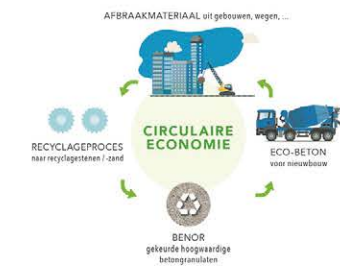 AFBRAAKMATERIAAL uit gebouwen, wegen, ...
CIRCULAIRE
ECONOMIE
RECYCLAGEPROCES
naar recyclagestenen / -zand
ECO-BETON
voor nieuwbouw
BENOR
gekeurde hoogwaardige
betongranulaten